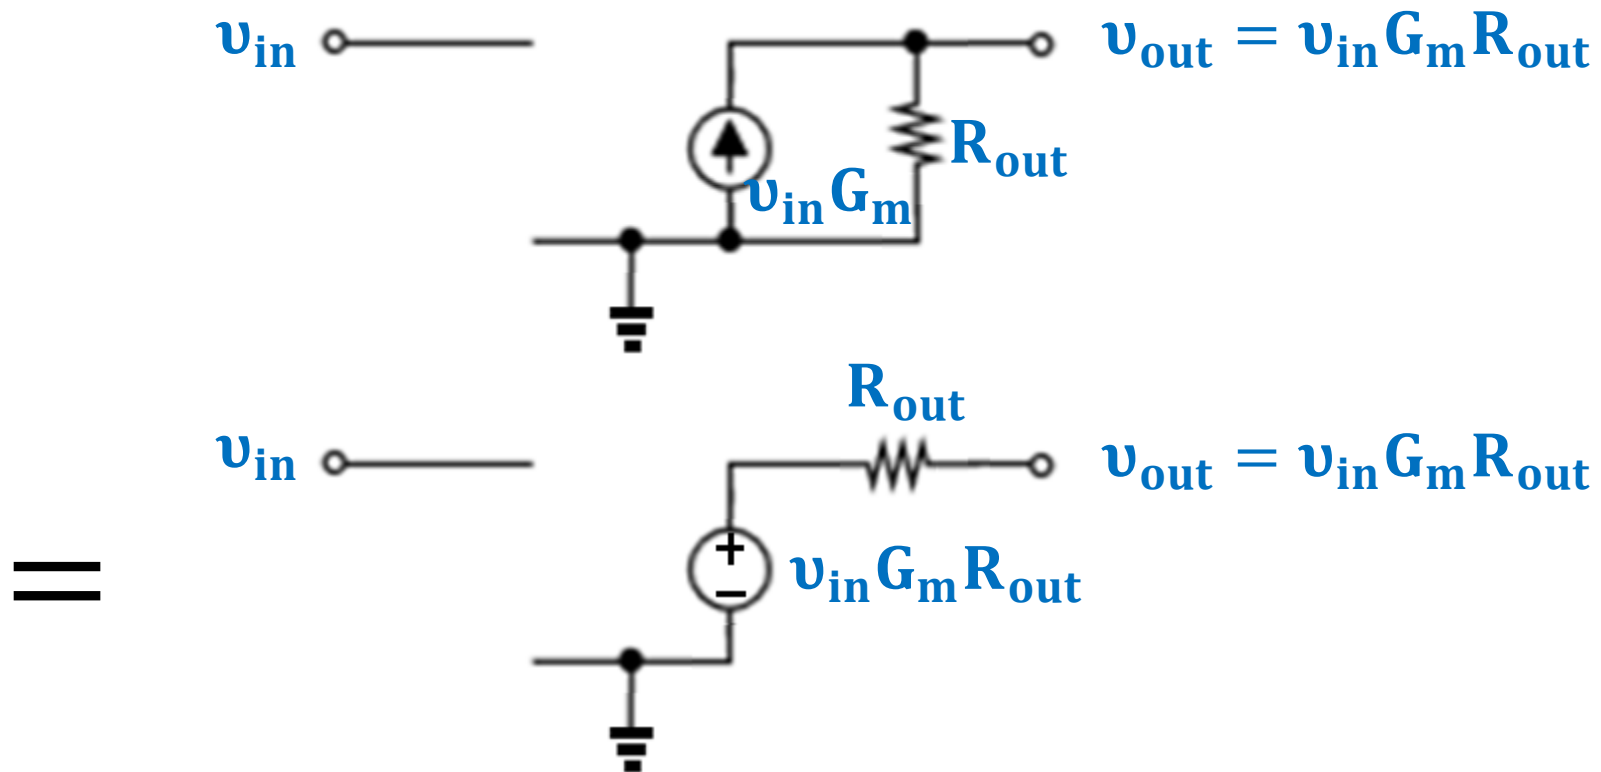 υin υout = υinGmRout
Rout
υinGm
Rout
υin υout = υinGmRout
= + − υinGmRout